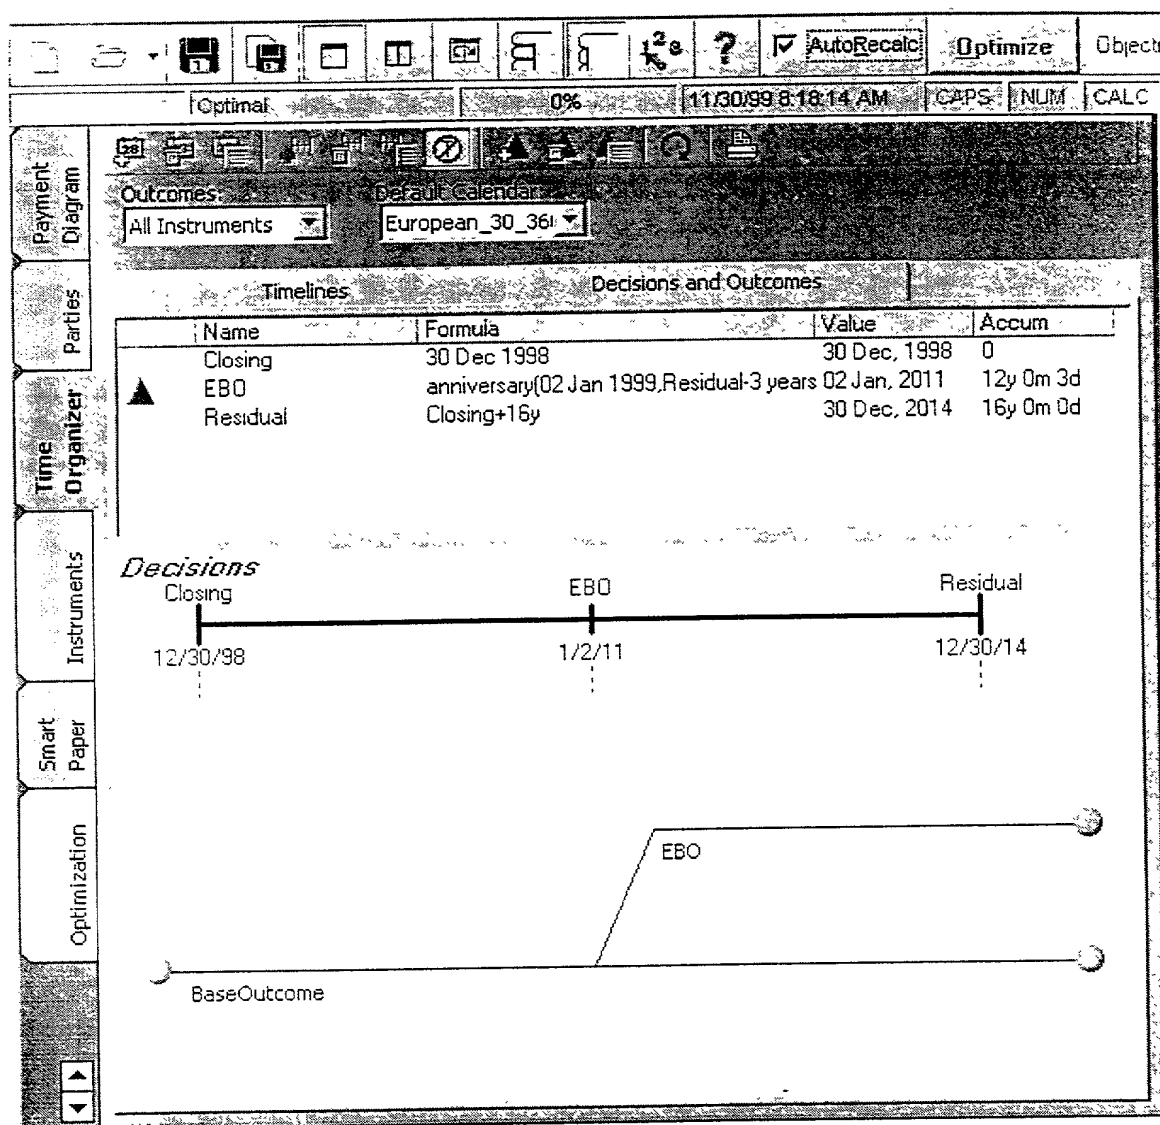 AutoRecalc Optimize Object
Optimal 0% 11/30/99 8:18:14 AM CAPS NUM CALC
Payment Diagram
Parties
Time Organizer
Instruments
Smart Paper
Optimization
Outcomes: Default Calendar:
All Instruments European_30_36
Timelines Decisions and Outcomes
Name Formula Value Accum
Closing 30 Dec 1998 30 Dec, 1998 0
EBO anniversary(02 Jan 1999,Residual-3 years 02 Jan, 2011 12y 0m 3d
Residual Closing+16y 30 Dec, 2014 16y 0m 0d
Decisions
Closing EBO Residual
12/30/98 1/2/11 12/30/14
EBO
BaseOutcome